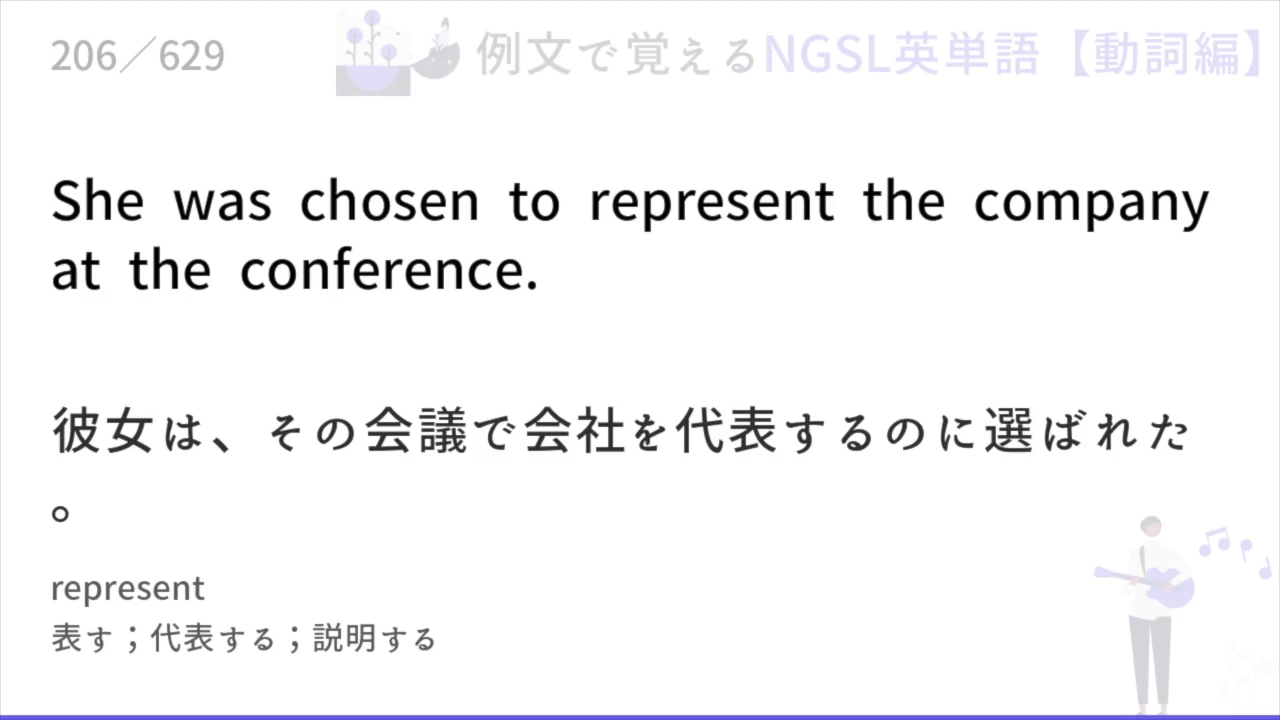 206／629
例文で覚えるNGSL英単語【動詞編】
She was chosen to represent the company
at the conference.
彼女は、その会議で会社を代表するのに選ばれた
。
represent
表す；代表する；説明する